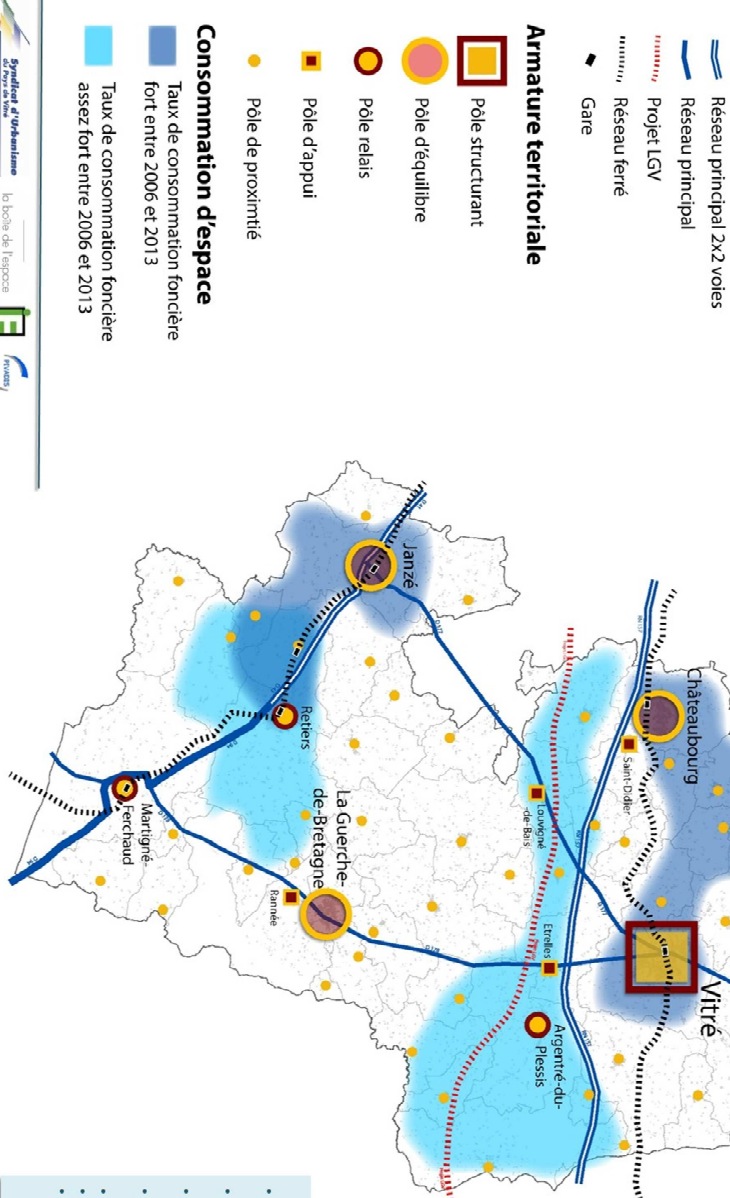 Réseau principal 2x2 voies
Réseau principal
Projet LGV
Réseau ferré
Gare
Armature territoriale
Pôle structurant
Pôle d'équilibre
Pôle relais
Pôle d'appui
Pôle de proximtié
Consommation d'espace
Taux de consommation foncière
fort entre 2006 et 2013
Taux de consommation foncière
assez fort entre 2006 et 2013
Syndicat d'Urbanisme
du Pays de Vitré
la boîte de l'espace
Châteaubourg
Saint-Didier
Vitré
Janzé
Louvigné
-de-Bais
Etrelles
Argentré-du-
Plessis
Retiers
La Guerche-
de-Bretagne
Rannée
Martigné-
Ferchaud